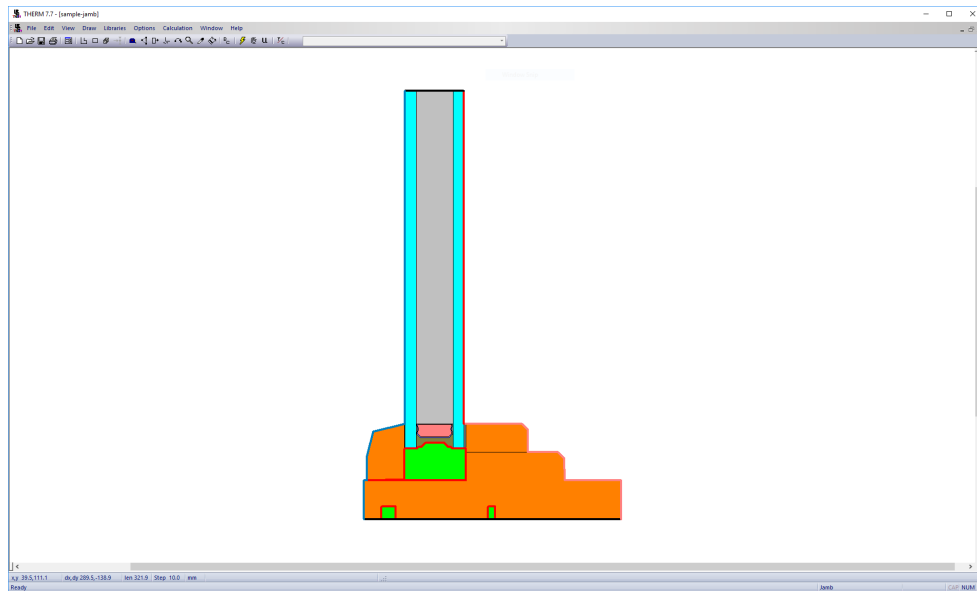 THERM 7.7 - [sample-jamb]
File Edit View Draw Libraries Options Calculation Window Help
x,y 39.5,111.1 dx,dy 289.5,-138.9 len 321.9 Step 10.0 mm
Ready Jamb CAP NUM